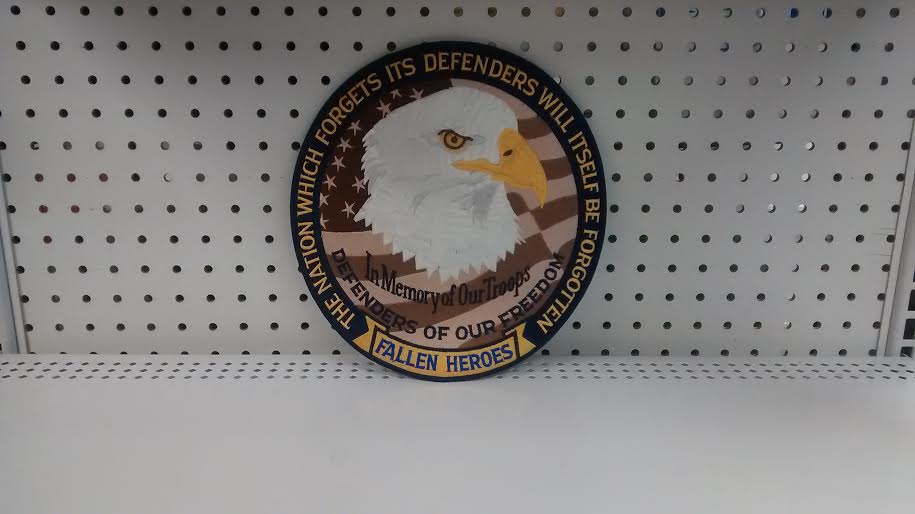 THE NATION WHICH FORGETS ITS DEFENDERS WILL ITSELF BE FORGOTTEN
In Memory of Our Troops
DEFENDERS OF OUR FREEDOM
FALLEN HEROES